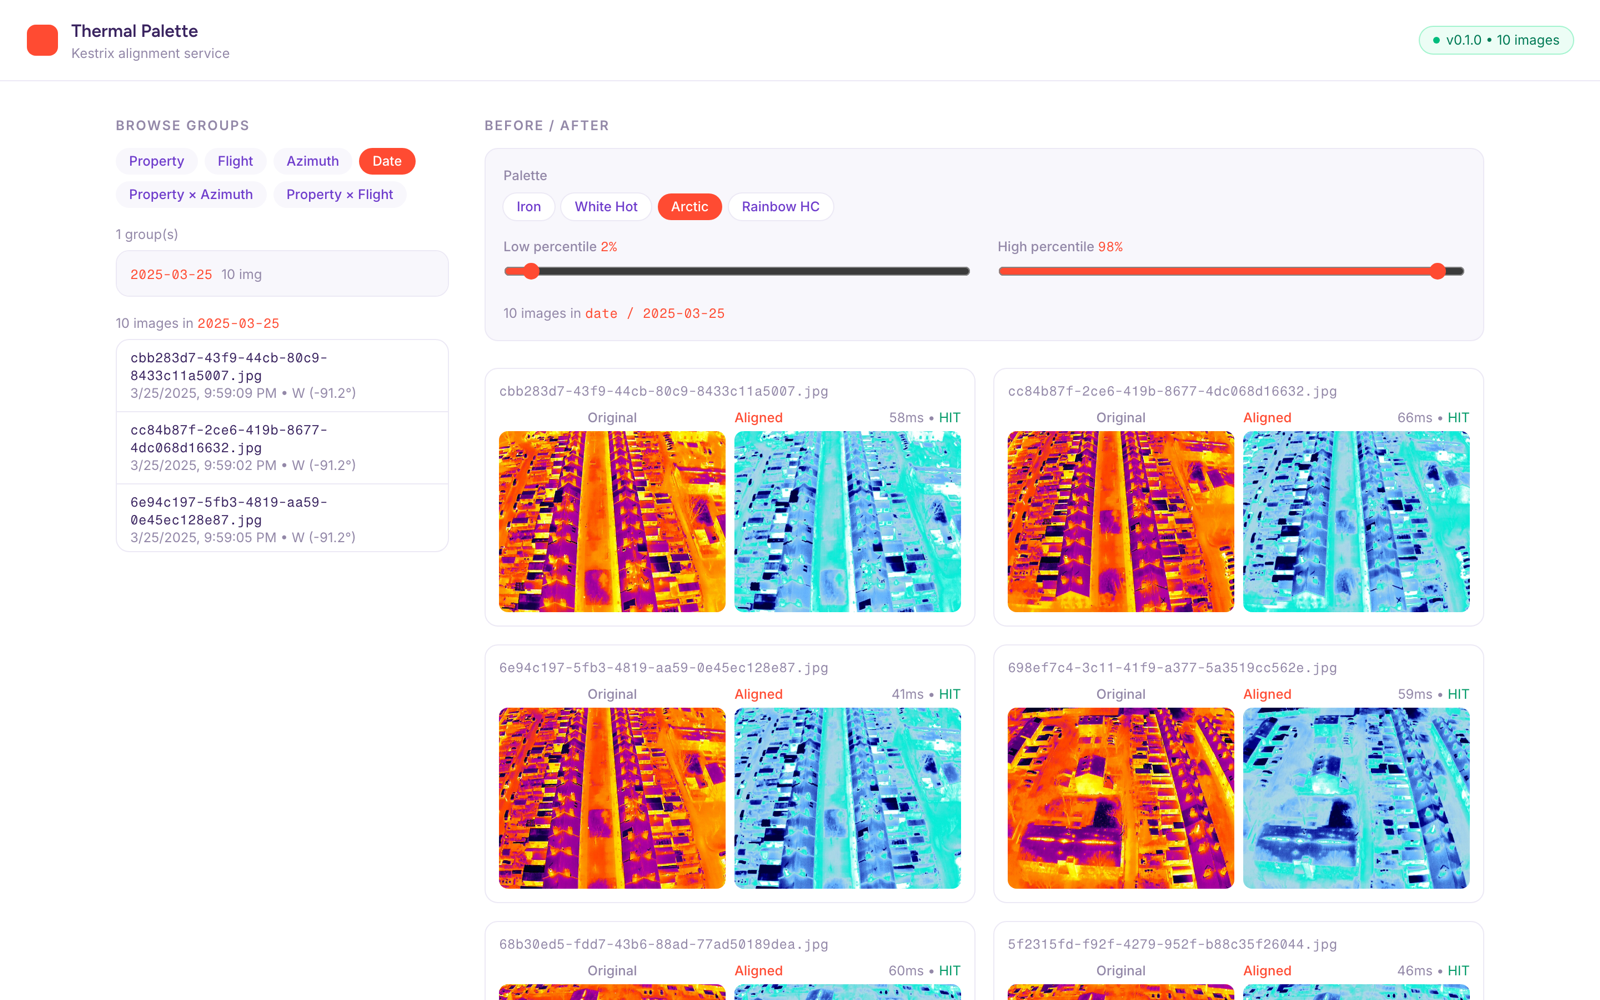 Thermal Palette
Kestrix alignment service
v0.1.0 • 10 images
BROWSE GROUPS
Property
Flight
Azimuth
Date
Property × Azimuth
Property × Flight
1 group(s)
2025-03-25 10 img
10 images in 2025-03-25
cbb283d7-43f9-44cb-80c9-
8433c11a5007.jpg
3/25/2025, 9:59:09 PM • W (-91.2°)
cc84b87f-2ce6-419b-8677-
4dc068d16632.jpg
3/25/2025, 9:59:02 PM • W (-91.2°)
6e94c197-5fb3-4819-aa59-
0e45ec128e87.jpg
3/25/2025, 9:59:05 PM • W (-91.2°)
BEFORE / AFTER
Palette
Iron
White Hot
Arctic
Rainbow HC
Low percentile 2%
High percentile 98%
10 images in date / 2025-03-25
cbb283d7-43f9-44cb-80c9-8433c11a5007.jpg
Original
Aligned
58ms • HIT
cc84b87f-2ce6-419b-8677-4dc068d16632.jpg
Original
Aligned
66ms • HIT
6e94c197-5fb3-4819-aa59-0e45ec128e87.jpg
Original
Aligned
41ms • HIT
698ef7c4-3c11-41f9-a377-5a3519cc562e.jpg
Original
Aligned
59ms • HIT
68b30ed5-fdd7-43b6-88ad-77ad50189dea.jpg
Original
Aligned
60ms • HIT
5f2315fd-f92f-4279-952f-b88c35f26044.jpg
Original
Aligned
46ms • HIT